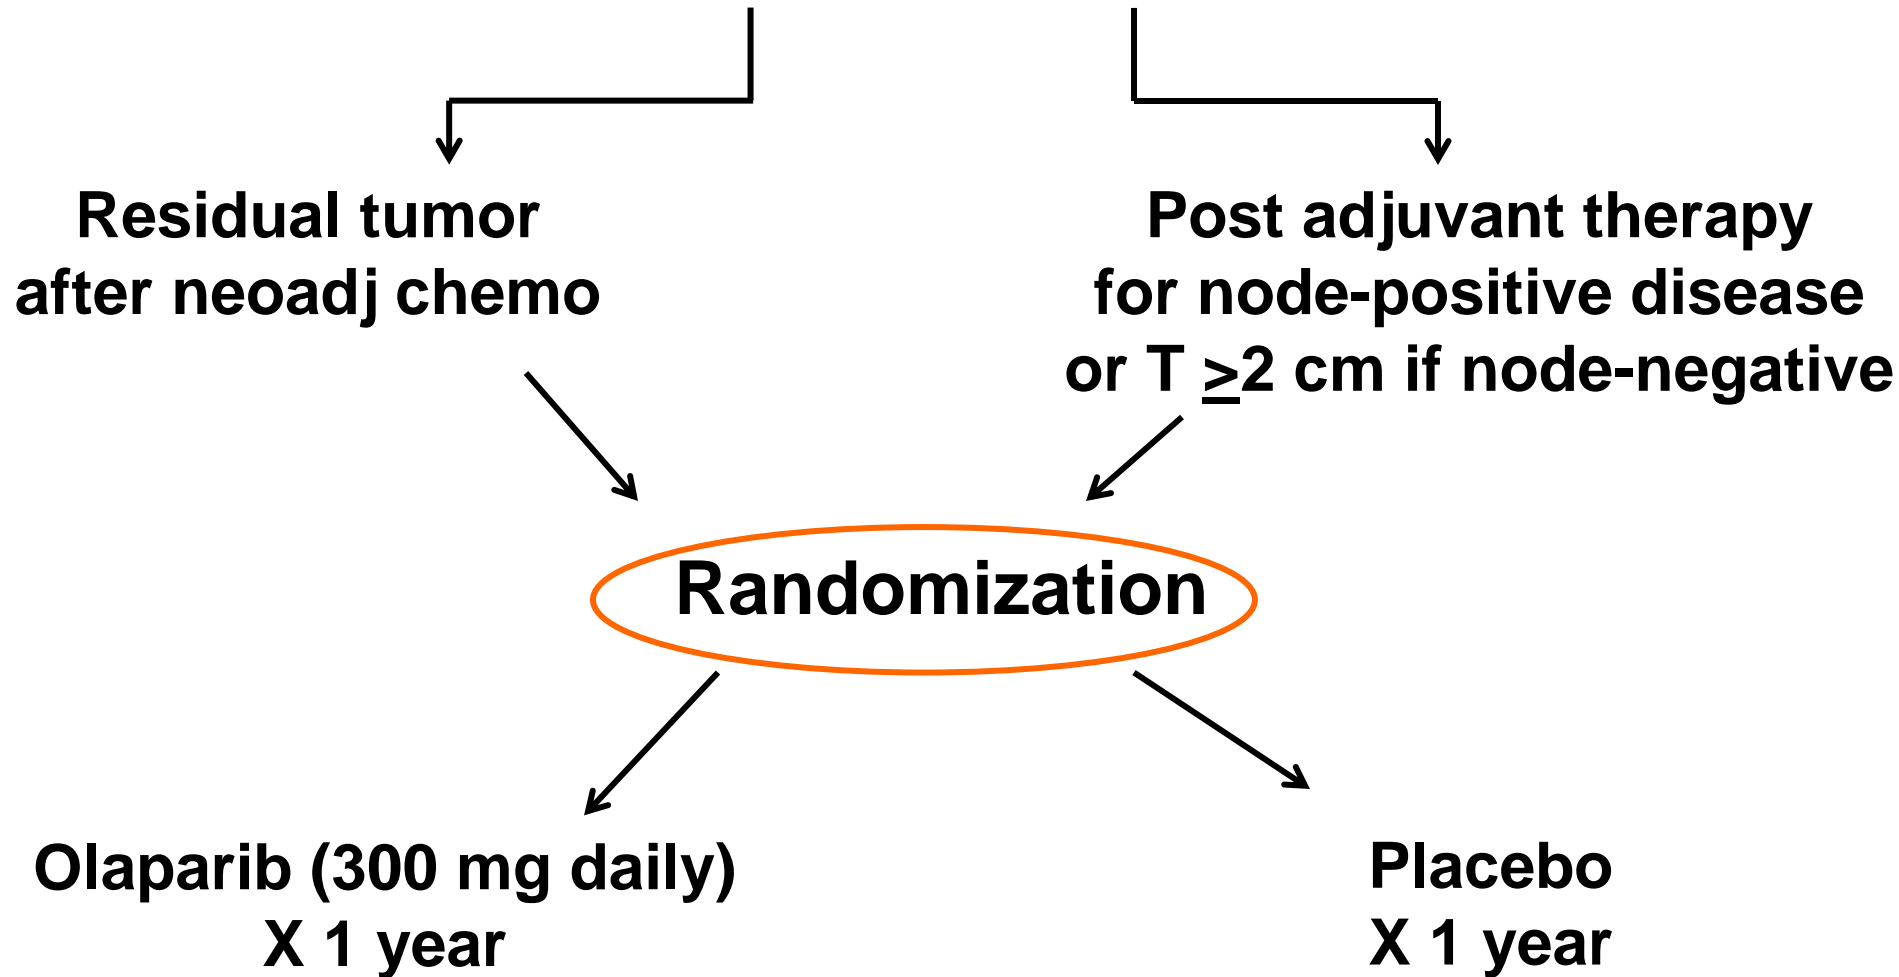 Residual tumor
after neoadj chemo
Post adjuvant therapy
for node-positive disease
or T ≥2 cm if node-negative
Randomization
Olaparib (300 mg daily)
X 1 year
Placebo
X 1 year